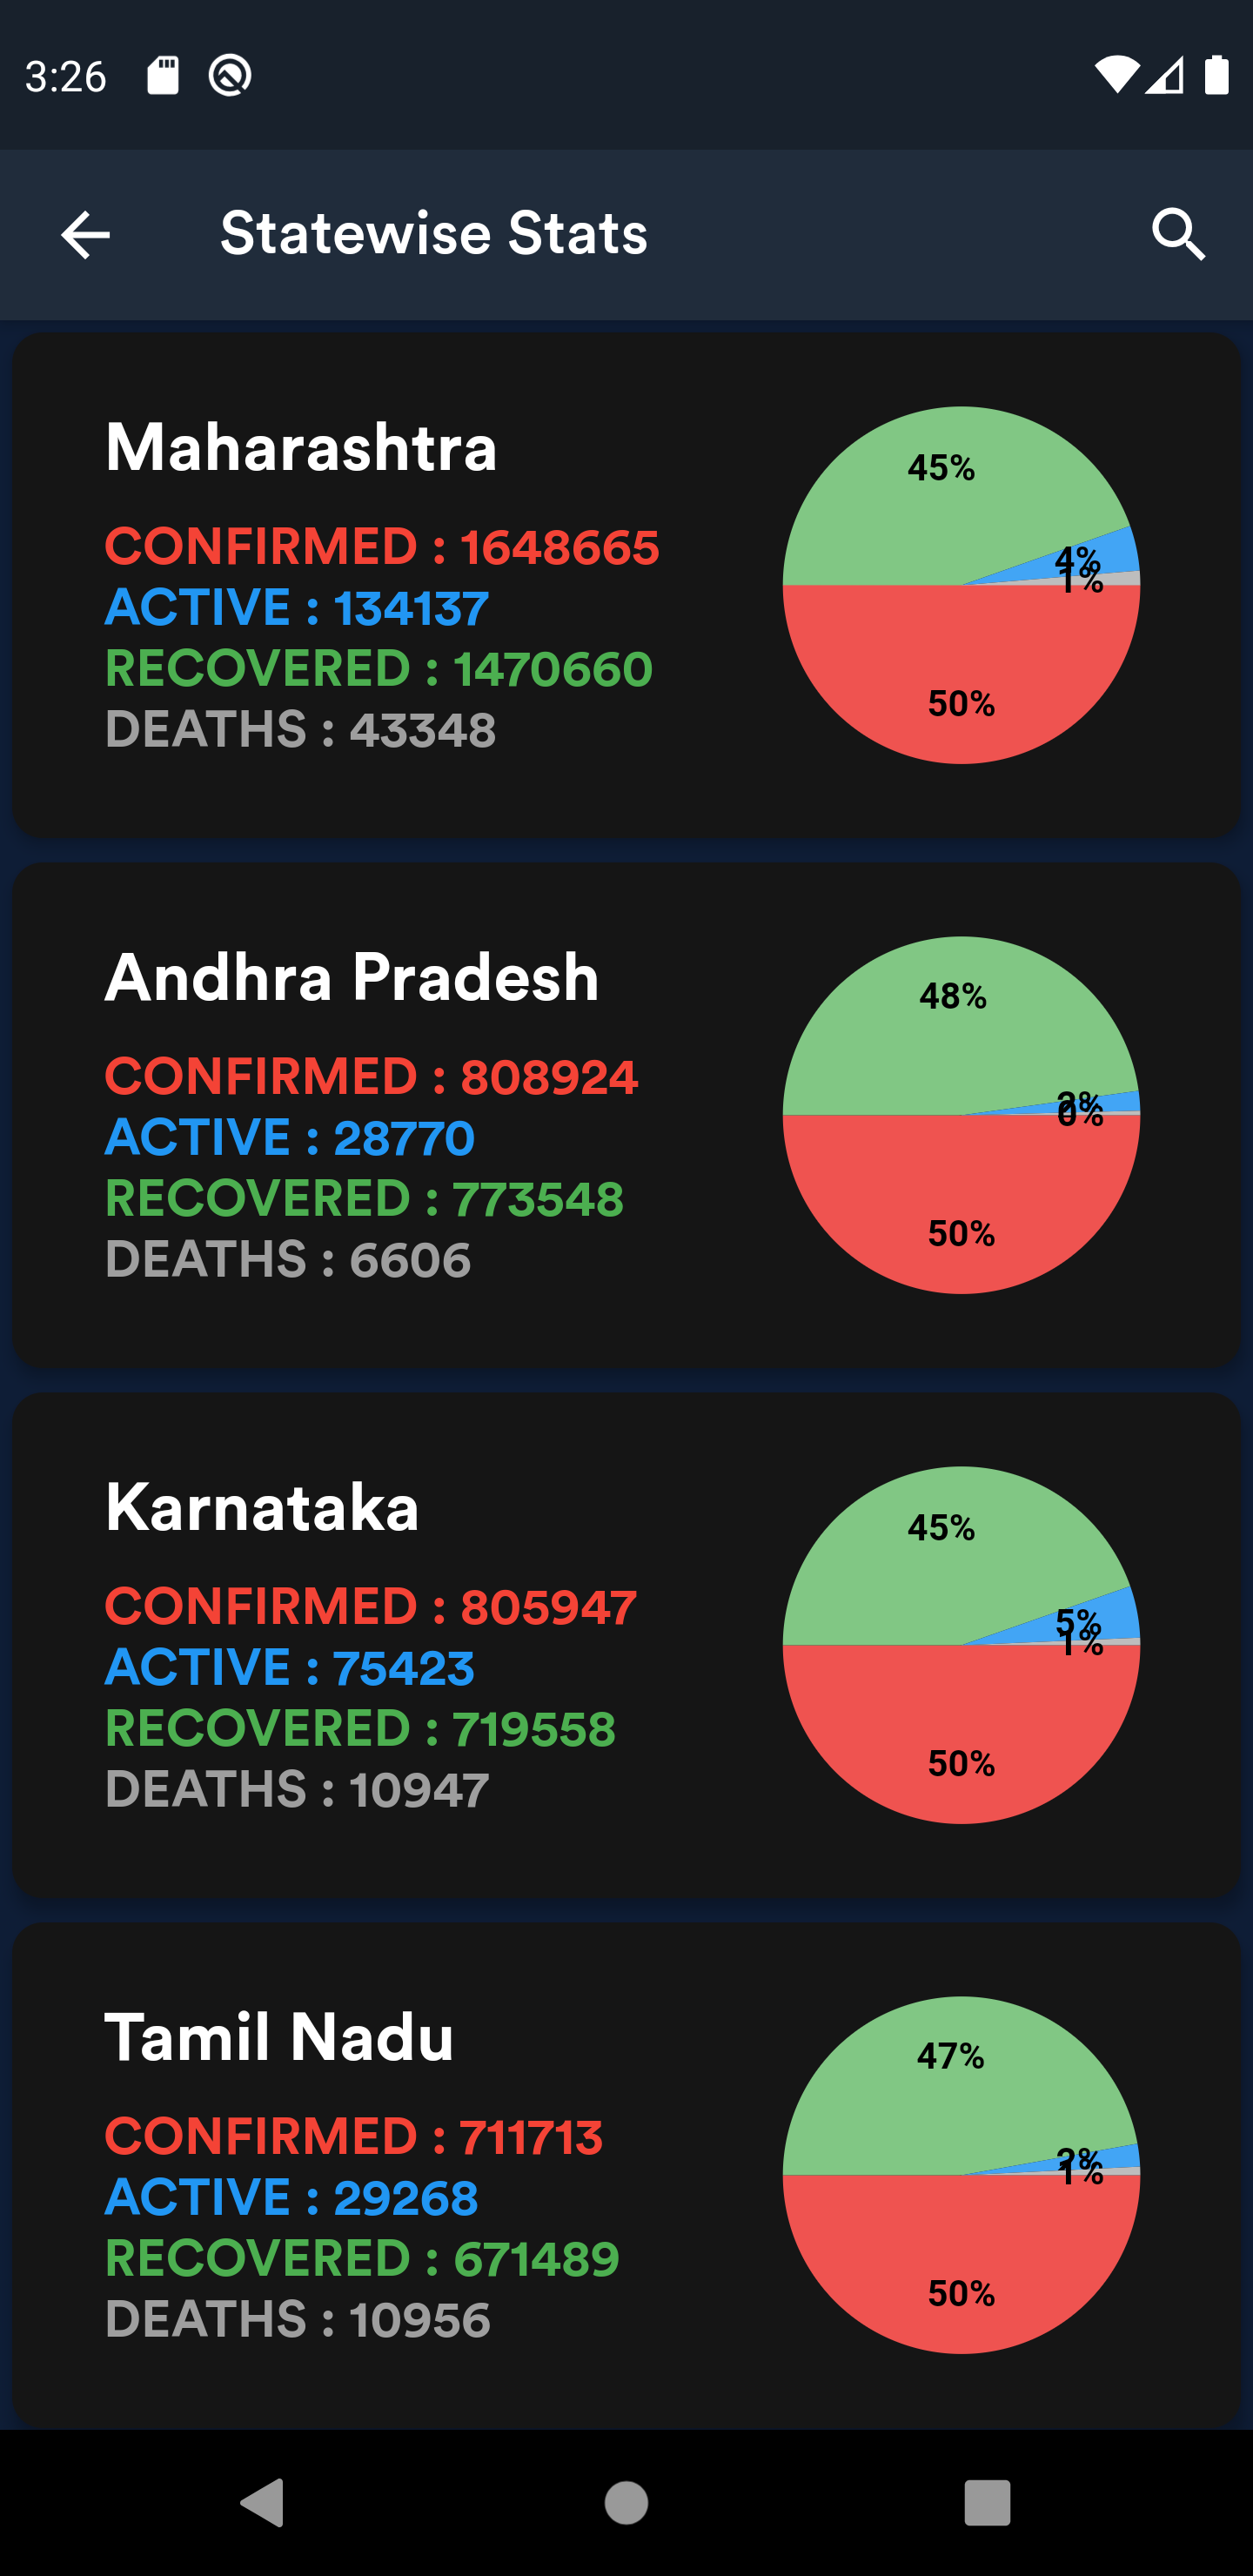 3:26
Statewise Stats
Maharashtra
CONFIRMED : 1648665
ACTIVE : 134137
RECOVERED : 1470660
DEATHS : 43348
45%
4%
1%
50%
Andhra Pradesh
CONFIRMED : 808924
ACTIVE : 28770
RECOVERED : 773548
DEATHS : 6606
48%
0%
50%
Karnataka
CONFIRMED : 805947
ACTIVE : 75423
RECOVERED : 719558
DEATHS : 10947
45%
5%
1%
50%
Tamil Nadu
CONFIRMED : 711713
ACTIVE : 29268
RECOVERED : 671489
DEATHS : 10956
47%
2%
1%
50%